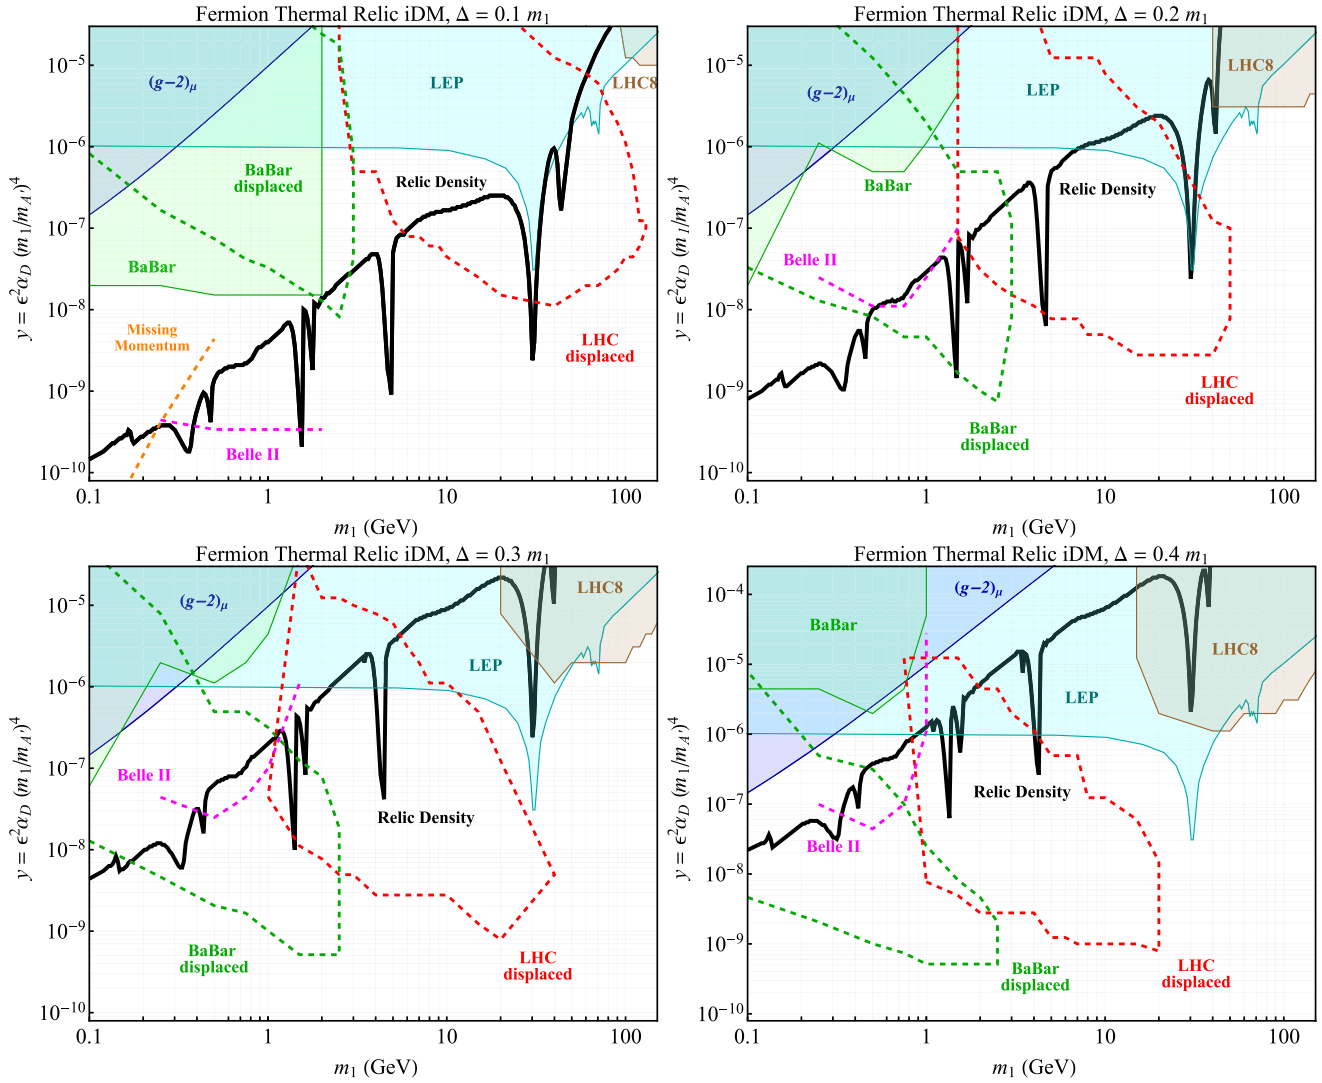 Fermion Thermal Relic iDM, Δ = 0.1 m₁
10⁻⁵
10⁻⁶
10⁻⁷
10⁻⁸
10⁻⁹
10⁻¹⁰
y = ϵ²α_D (m₁/m_A′)⁴
(g−2)_μ
LEP
LHC8
BaBar
displaced
Relic Density
BaBar
Missing
Momentum
LHC
displaced
Belle II
0.1
1
10
100
m₁ (GeV)
Fermion Thermal Relic iDM, Δ = 0.2 m₁
10⁻⁵
10⁻⁶
10⁻⁷
10⁻⁸
10⁻⁹
10⁻¹⁰
y = ϵ²α_D (m₁/m_A′)⁴
(g−2)_μ
LEP
LHC8
BaBar
Relic Density
Belle II
LHC
displaced
BaBar
displaced
0.1
1
10
100
m₁ (GeV)
Fermion Thermal Relic iDM, Δ = 0.3 m₁
10⁻⁵
10⁻⁶
10⁻⁷
10⁻⁸
10⁻⁹
10⁻¹⁰
y = ϵ²α_D (m₁/m_A′)⁴
(g−2)_μ
LHC8
LEP
Belle II
Relic Density
BaBar
displaced
LHC
displaced
0.1
1
10
100
m₁ (GeV)
Fermion Thermal Relic iDM, Δ = 0.4 m₁
10⁻⁴
10⁻⁵
10⁻⁶
10⁻⁷
10⁻⁸
10⁻⁹
10⁻¹⁰
y = ϵ²α_D (m₁/m_A′)⁴
(g−2)_μ
BaBar
LHC8
LEP
Relic Density
Belle II
BaBar
displaced
LHC
displaced
0.1
1
10
100
m₁ (GeV)